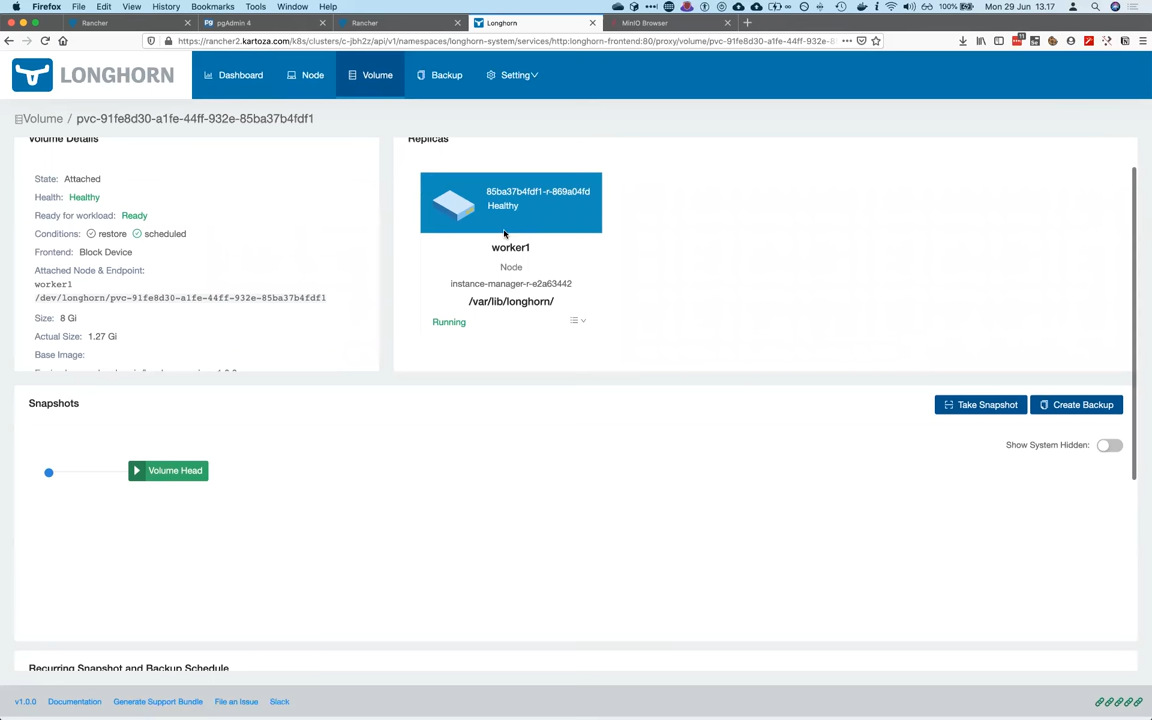 Firefox File Edit View History Bookmarks Tools Window Help 100% Mon 29 Jun 13.17
Rancher pgAdmin 4 Rancher Longhorn MinIO Browser
https://rancher2.kartoza.com/k8s/clusters/c-jbh2z/api/v1/namespaces/longhorn-system/services/http:longhorn-frontend:80/proxy/volume/pvc-91fe8d30-a1fe-44ff-932e-8
11
LONGHORN Dashboard Node Volume Backup Setting
Volume / pvc-91fe8d30-a1fe-44ff-932e-85ba37b4fdf1
Volume Details
State: Attached
Health: Healthy
Ready for workload: Ready
Conditions: restore scheduled
Frontend: Block Device
Attached Node & Endpoint:
worker1
/dev/longhorn/pvc-91fe8d30-a1fe-44ff-932e-85ba37b4fdf1
Size: 8 Gi
Actual Size: 1.27 Gi
Base Image:
Replicas
85ba37b4fdf1-r-869a04fd
Healthy
worker1
Node
instance-manager-r-e2a63442
/var/lib/longhorn/
Running
Snapshots
Take Snapshot Create Backup
Show System Hidden:
Volume Head
Recurring Snapshot and Backup Schedule
v1.0.0 Documentation Generate Support Bundle File an Issue Slack